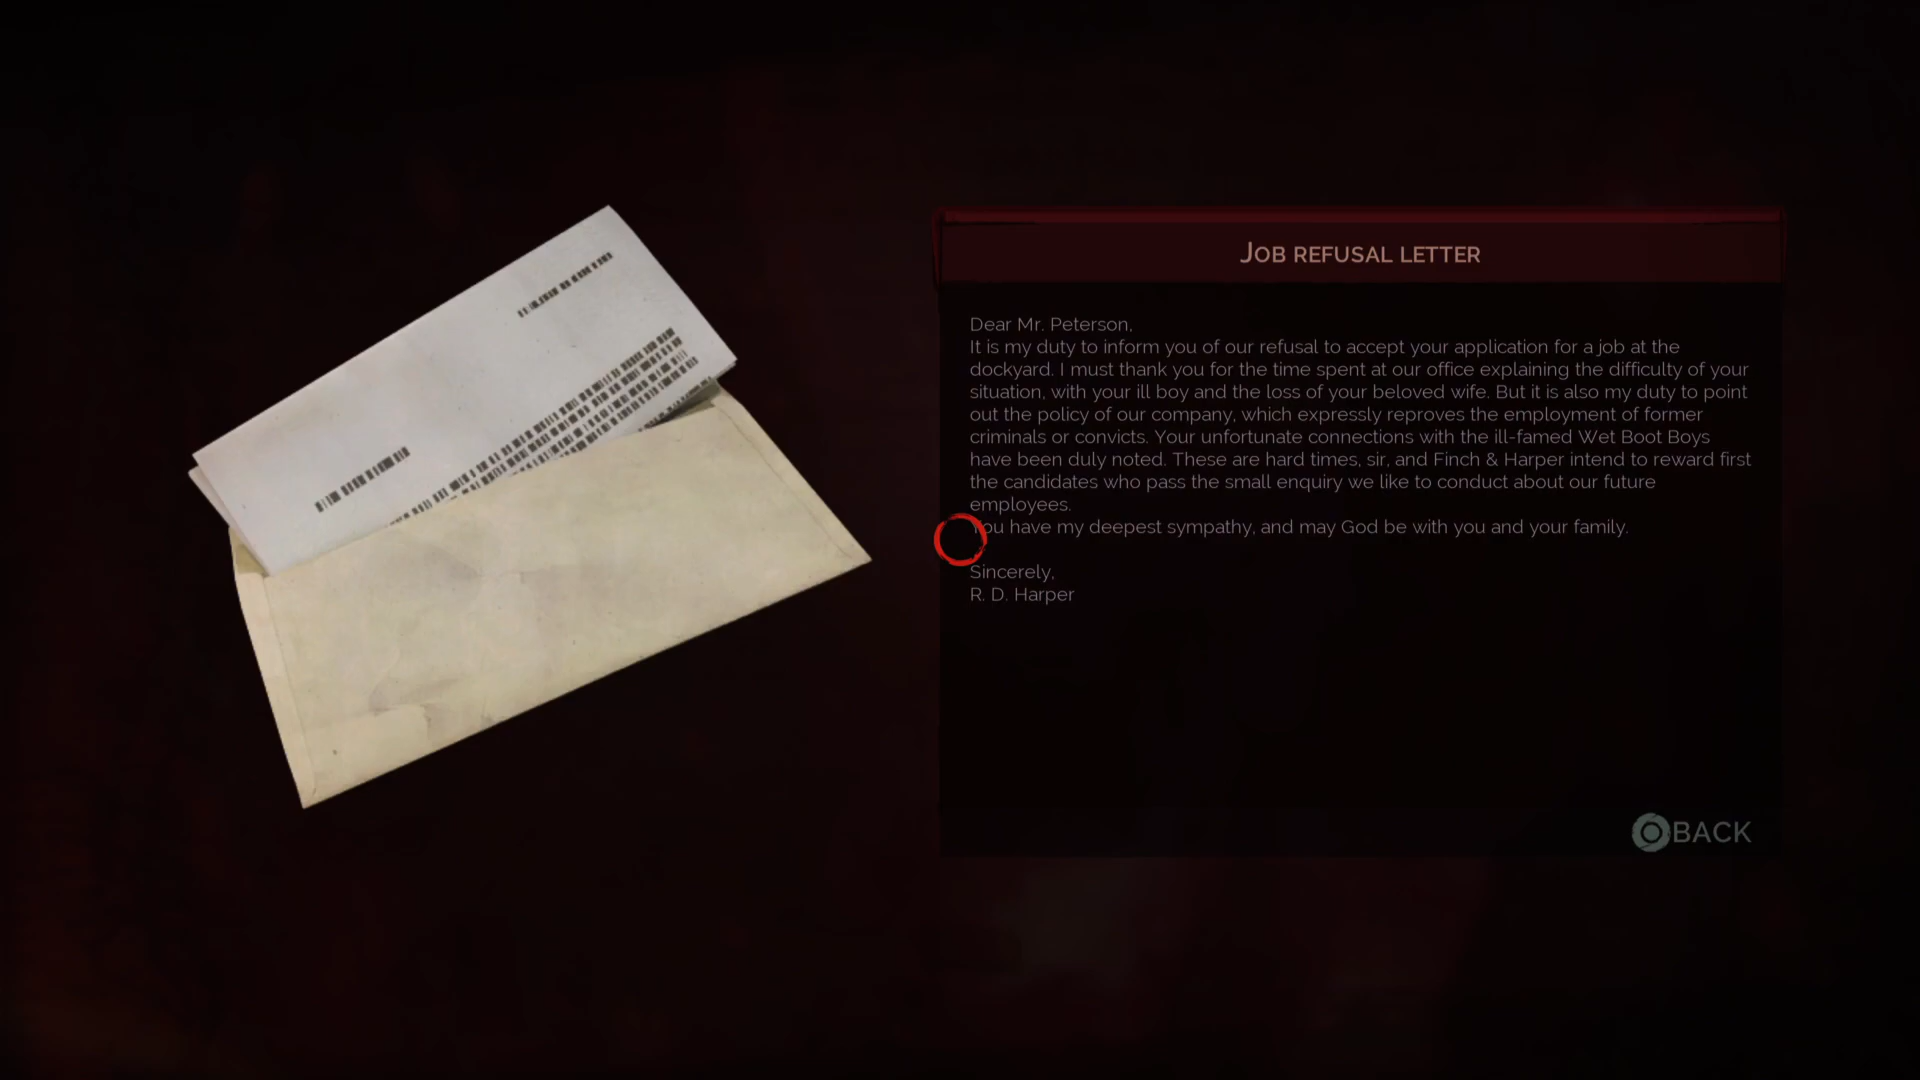 JOB REFUSAL LETTER
Dear Mr. Peterson,
It is my duty to inform you of our refusal to accept your application for a job at the
dockyard. I must thank you for the time spent at our office explaining the difficulty of your
situation, with your ill boy and the loss of your beloved wife. But it is also my duty to point
out the policy of our company, which expressly reproves the employment of former
criminals or convicts. Your unfortunate connections with the ill-famed Wet Boot Boys
have been duly noted. These are hard times, sir, and Finch & Harper intend to reward first
the candidates who pass the small enquiry we like to conduct about our future
employees.
You have my deepest sympathy, and may God be with you and your family.
Sincerely,
R. D. Harper
BACK